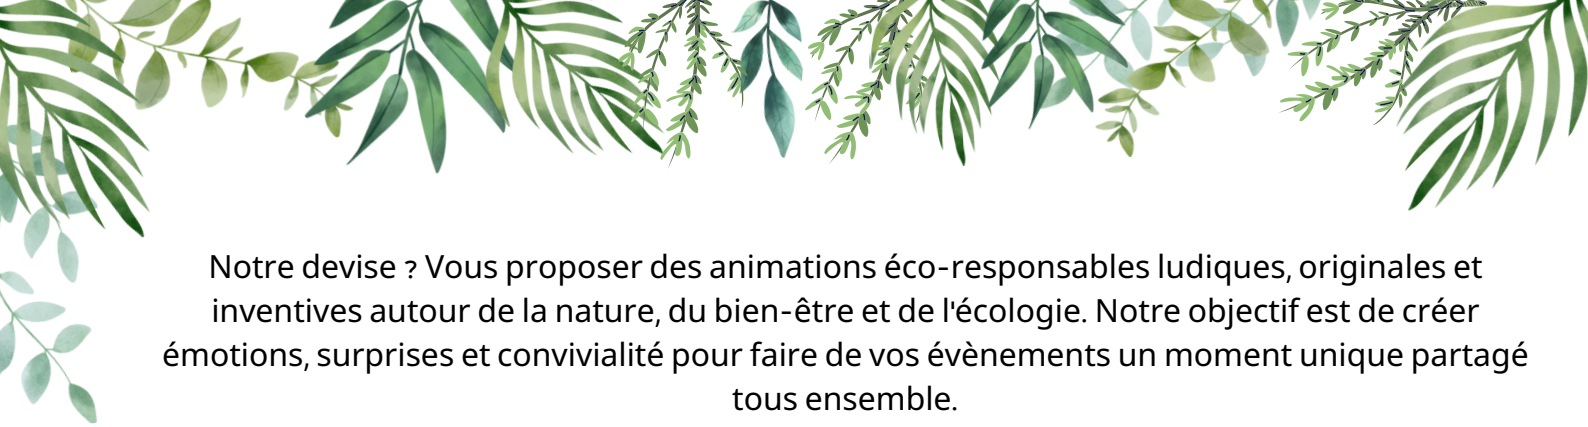 Notre devise ? Vous proposer des animations éco-responsables ludiques, originales et
inventives autour de la nature, du bien-être et de l'écologie. Notre objectif est de créer
émotions, surprises et convivialité pour faire de vos évènements un moment unique partagé
tous ensemble.